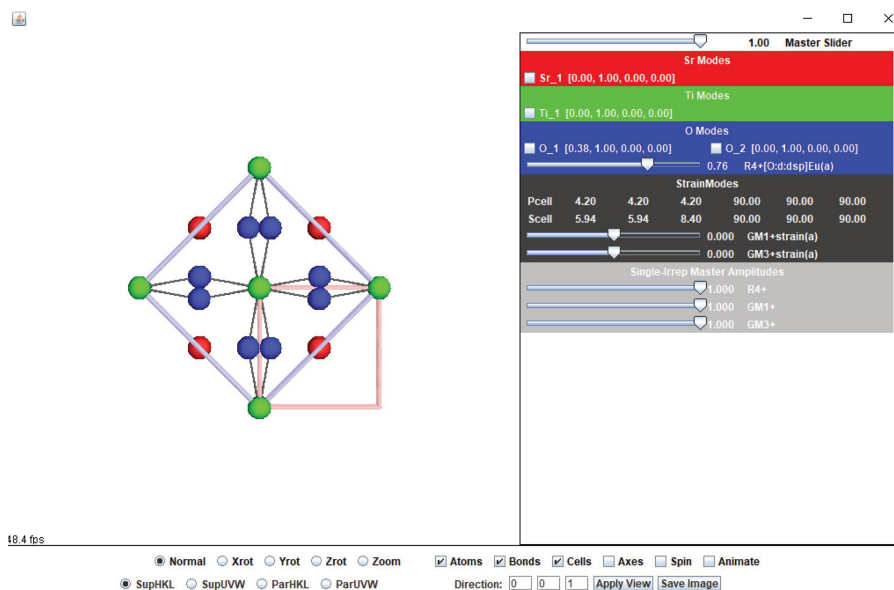 1.00 Master Slider
Sr Modes
Sr_1 [0.00, 1.00, 0.00, 0.00]
Ti Modes
Ti_1 [0.00, 1.00, 0.00, 0.00]
O Modes
O_1 [0.38, 1.00, 0.00, 0.00] O_2 [0.00, 1.00, 0.00, 0.00]
0.76 R4+[O:d:dsp]Eu(a)
StrainModes
Pcell 4.20 4.20 4.20 90.00 90.00 90.00
Scell 5.94 5.94 8.40 90.00 90.00 90.00
0.000 GM1+strain(a)
0.000 GM3+strain(a)
Single-Irrep Master Amplitudes
1.000 R4+
1.000 GM1+
1.000 GM3+
48.4 fps
Normal Xrot Yrot Zrot Zoom Atoms Bonds Cells Axes Spin Animate
SupHKL SupUVW ParHKL ParUVW Direction: 0 0 1 Apply View Save Image